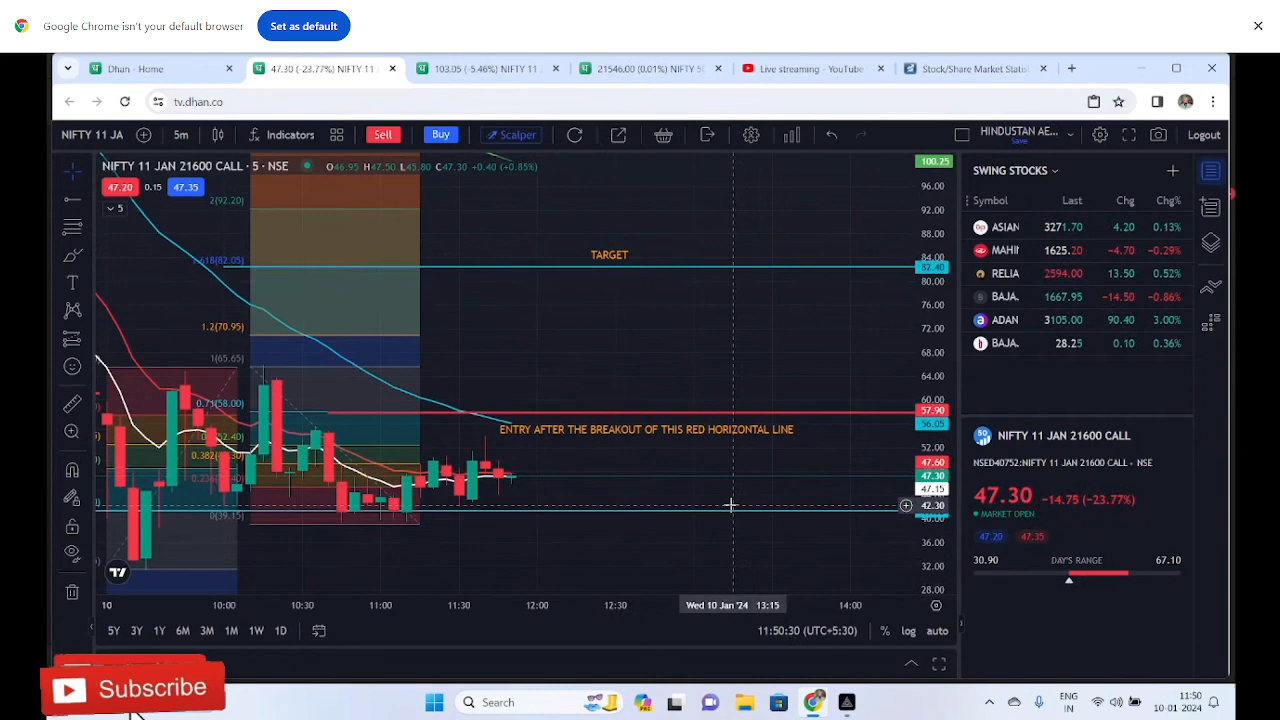 Google Chrome isn't your default browser Set as default
Dhan - Home
47.30 (-23.77%) NIFTY 11
103.05 (-5.46%) NIFTY 11
21546.00 (0.01%) NIFTY 50
Live streaming - YouTube
Stock/Share Market Statis
tv.dhan.co
NIFTY 11 JA 5m Indicators Sell Buy Scalper HINDUSTAN AE... Save Logout
NIFTY 11 JAN 21600 CALL · 5 · NSE O46.95 H47.50 L45.80 C47.30 +0.40 (+0.85%)
47.20 0.15 47.35
5
2(92.20)
1.618(82.05)
1.2(70.95)
1(65.65)
0(39.15)
TARGET
ENTRY AFTER THE BREAKOUT OF THIS RED HORIZONTAL LINE
100.25
96.00
92.00
88.00
84.00
82.40
80.00
76.00
72.00
68.00
64.00
60.00
57.90
56.05
52.00
47.60
47.30
47.15
42.30
40.00
36.00
32.00
28.00
10 10:00 10:30 11:00 11:30 12:00 12:30 Wed 10 Jan '24 13:15 14:00
5Y 3Y 1Y 6M 3M 1M 1W 1D 11:50:30 (UTC+5:30) % log auto
SWING STOCKS
Symbol Last Chg Chg%
ASIAN 3271.70 4.20 0.13%
MAHI 1625.20 −4.70 −0.29%
RELIA 2594.00 13.50 0.52%
BAJA. 1667.95 −14.50 −0.86%
ADAN 3105.00 90.40 3.00%
BAJA. 28.25 0.10 0.36%
50 NIFTY 11 JAN 21600 CALL
NSED40752:NIFTY 11 JAN 21600 CALL • NSE
47.30 −14.75 (−23.77%)
MARKET OPEN
47.20 47.35
30.90 DAY'S RANGE 67.10
Subscribe
Search
ENG
IN
11:50
10-01-2024